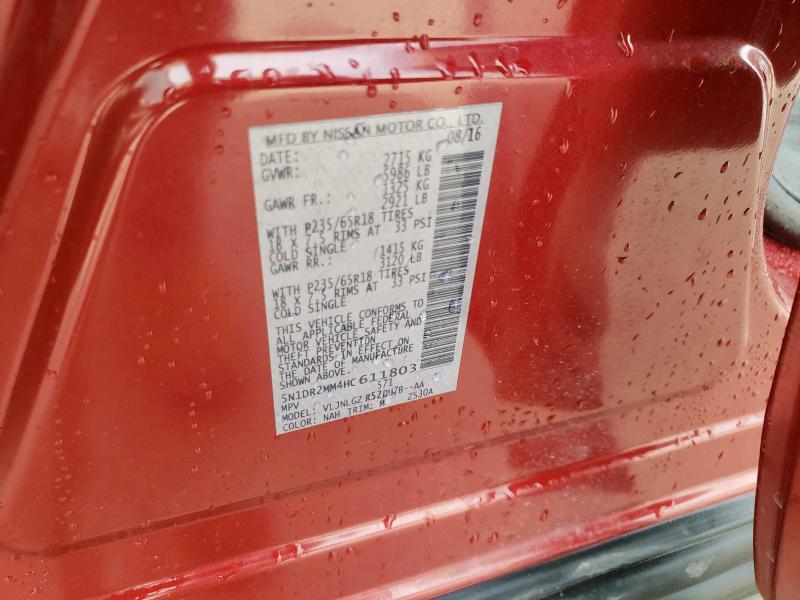 MFD BY NISSAN MOTOR CO., LTD.
DATE: 08/16
GVWR: 2715 KG
5986 LB
GAWR FR.: 1325 KG
2921 LB
WITH P235/65R18 TIRES
18 X 7.5 RIMS AT 33 PSI
COLD SINGLE
GAWR RR.: 1415 KG
3120 LB
WITH P235/65R18 TIRES
18 X 7.5 RIMS AT 33 PSI
COLD SINGLE
THIS VEHICLE CONFORMS TO
ALL APPLICABLE FEDERAL
MOTOR VEHICLE SAFETY AND
THEFT PREVENTION
STANDARDS IN EFFECT ON
THE DATE OF MANUFACTURE
SHOWN ABOVE.
5N1DR2MM4HC611803
MPV 571
MODEL: VLJNLGZ --AA
COLOR: NAH TRIM: M ZS30A